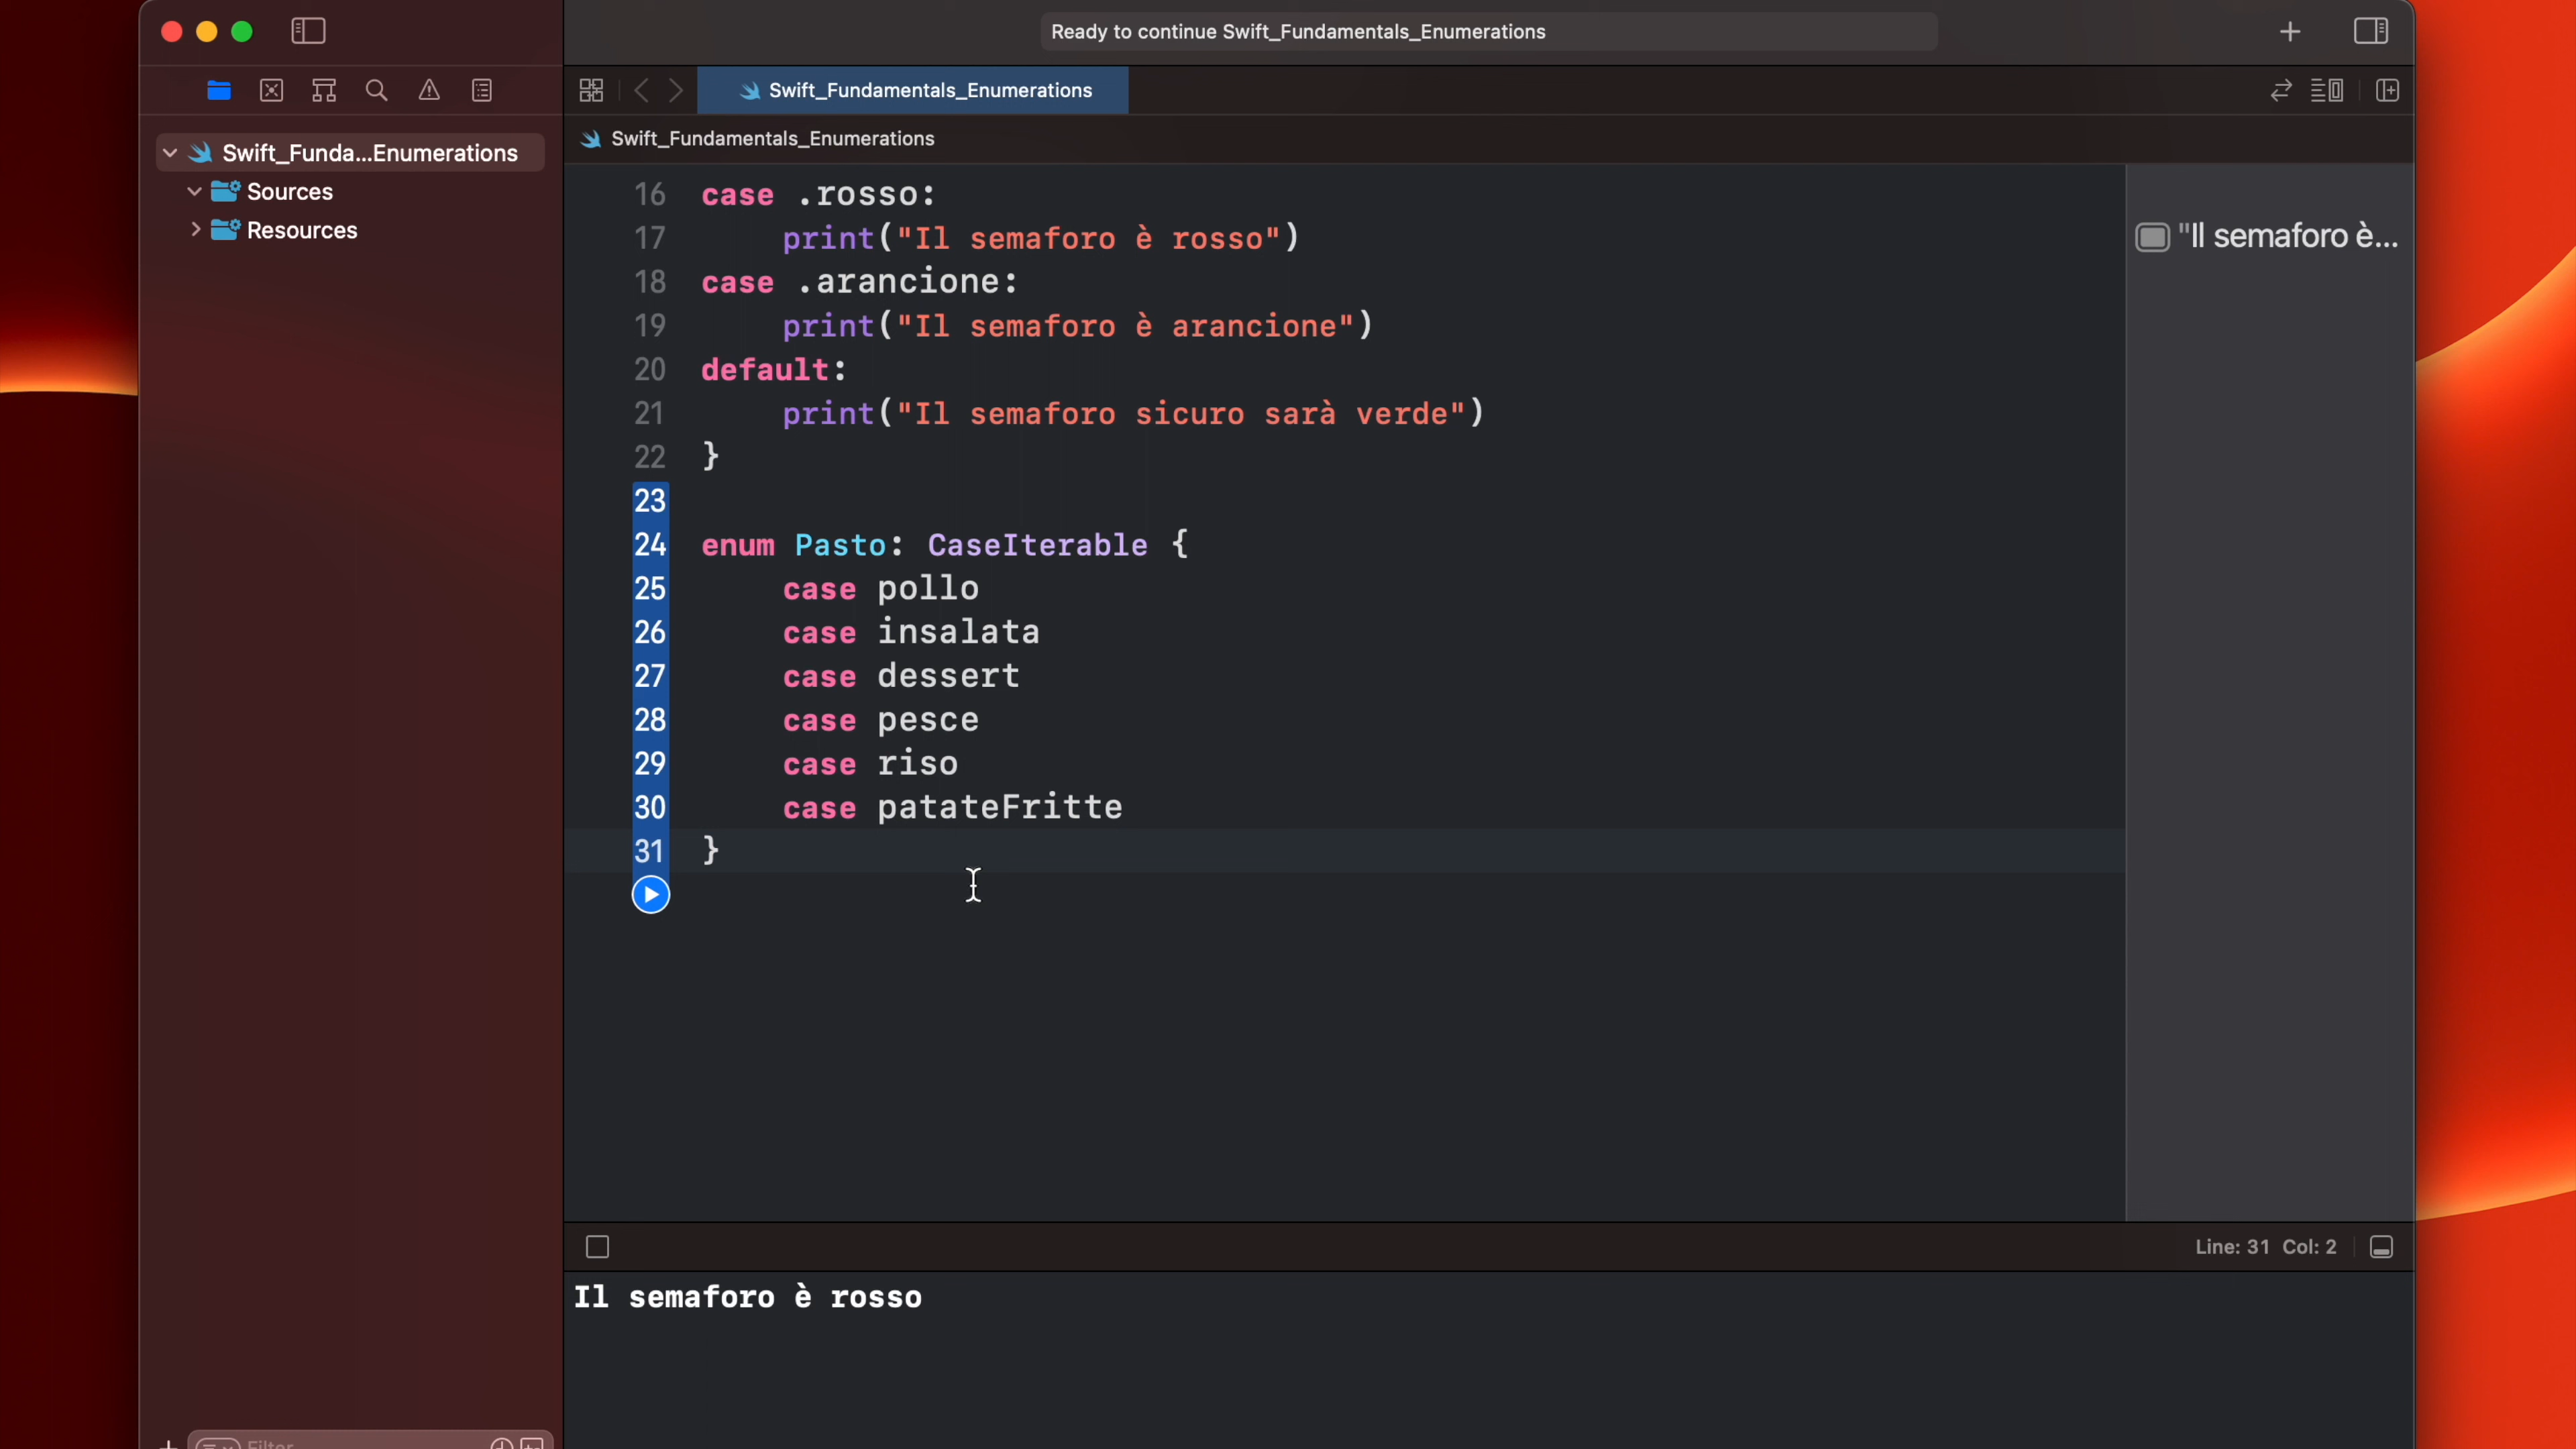 Ready to continue Swift_Fundamentals_Enumerations
Swift_Fundamentals_Enumerations
Swift_Fundamentals_Enumerations
Swift_Funda...Enumerations
Sources
Resources
16 case .rosso:
17 print("Il semaforo è rosso")
18 case .arancione:
19 print("Il semaforo è arancione")
20 default:
21 print("Il semaforo sicuro sarà verde")
22 }
23
24 enum Pasto: CaseIterable {
25 case pollo
26 case insalata
27 case dessert
28 case pesce
29 case riso
30 case patateFritte
31 }
"Il semaforo è...
Line: 31 Col: 2
Il semaforo è rosso
Filter